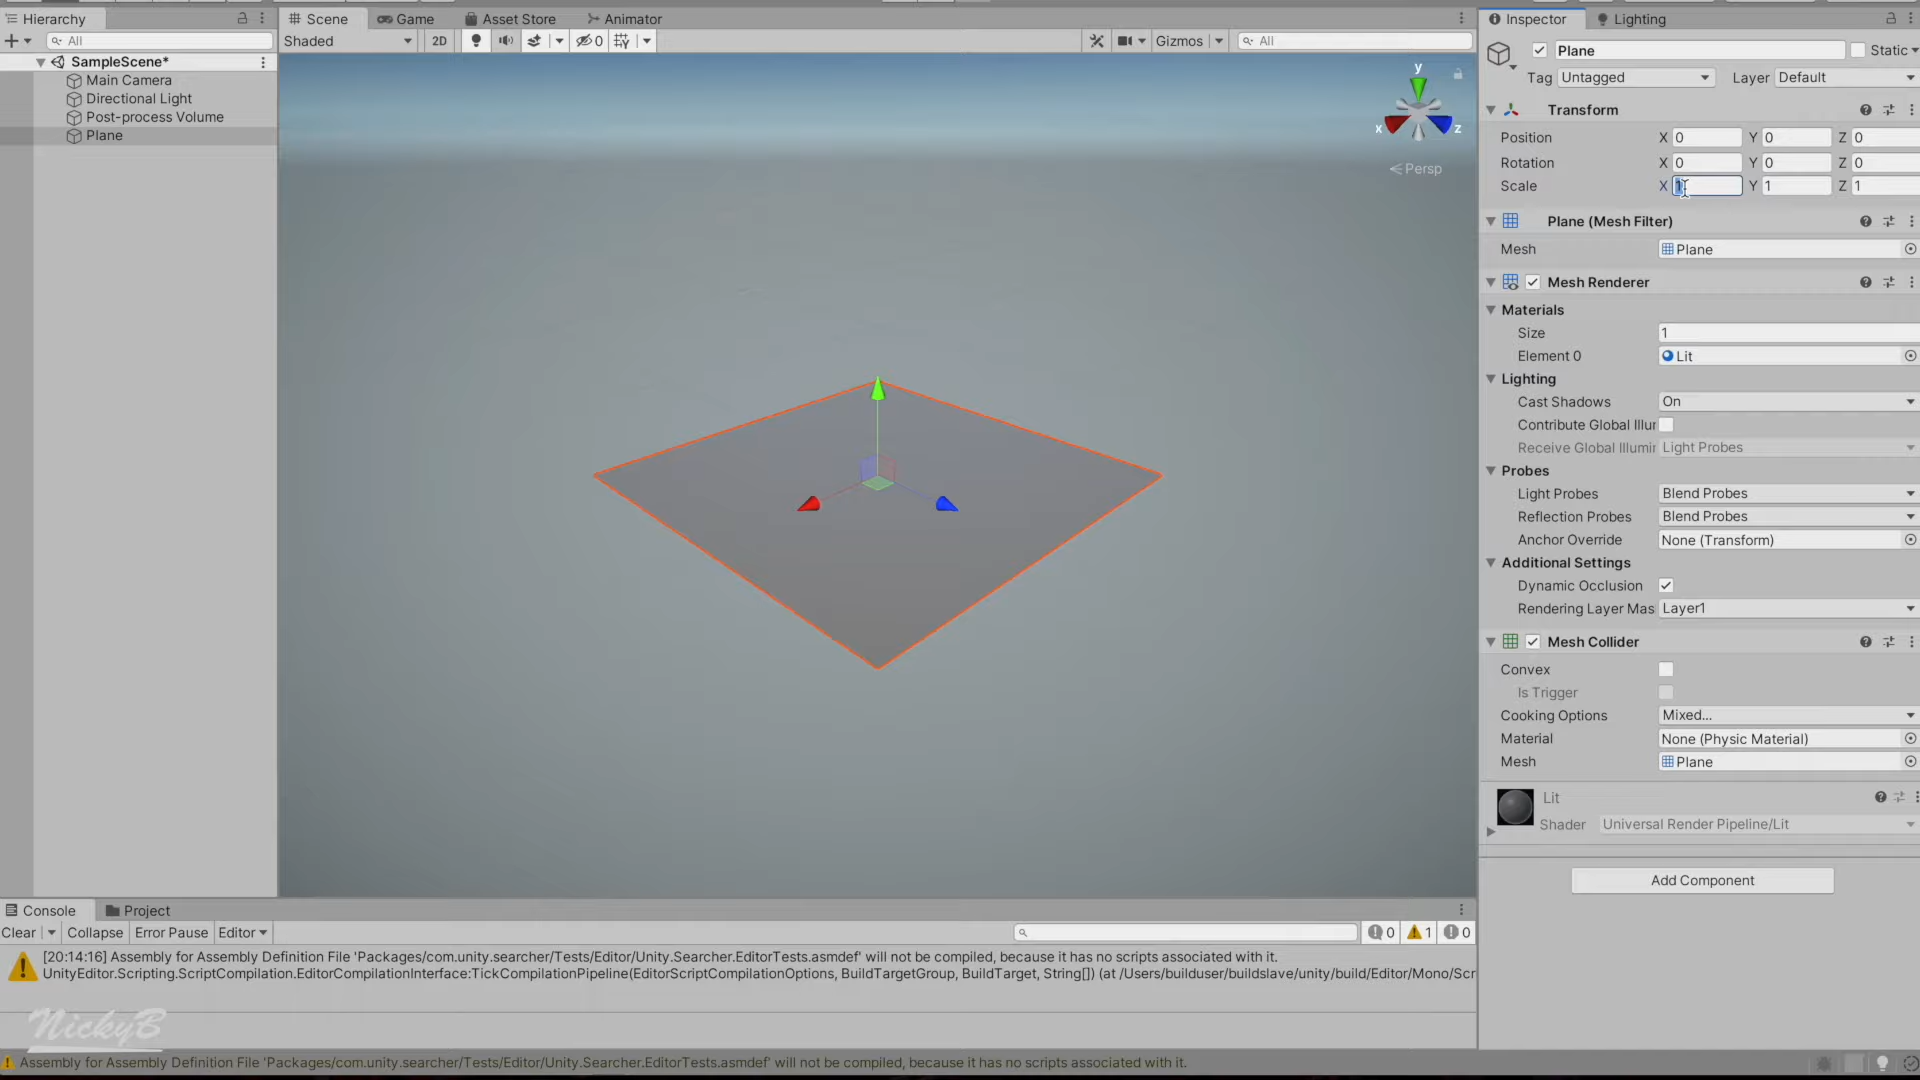 Hierarchy
All
SampleScene*
Main Camera
Directional Light
Post-process Volume
Plane
Scene
Game
Asset Store
Animator
Shaded
2D
0
Gizmos
All
y
x
z
Persp
Inspector
Lighting
Plane
Static
Tag Untagged
Layer Default
Transform
Position X 0 Y 0 Z 0
Rotation X 0 Y 0 Z 0
Scale X 1 Y 1 Z 1
Plane (Mesh Filter)
Mesh Plane
Mesh Renderer
Materials
Size 1
Element 0 Lit
Lighting
Cast Shadows On
Contribute Global Illur
Receive Global Illumir Light Probes
Probes
Light Probes Blend Probes
Reflection Probes Blend Probes
Anchor Override None (Transform)
Additional Settings
Dynamic Occlusion
Rendering Layer Mas Layer1
Mesh Collider
Convex
Is Trigger
Cooking Options Mixed...
Material None (Physic Material)
Mesh Plane
Lit
Shader Universal Render Pipeline/Lit
Add Component
Console
Project
Clear
Collapse
Error Pause
Editor
0
1
0
[20:14:16] Assembly for Assembly Definition File 'Packages/com.unity.searcher/Tests/Editor/Unity.Searcher.EditorTests.asmdef' will not be compiled, because it has no scripts associated with it.
UnityEditor.Scripting.ScriptCompilation.EditorCompilationInterface:TickCompilationPipeline(EditorScriptCompilationOptions, BuildTargetGroup, BuildTarget, String[]) (at /Users/builduser/buildslave/unity/build/Editor/Mono/Scr
NickyB
Assembly for Assembly Definition File 'Packages/com.unity.searcher/Tests/Editor/Unity.Searcher.EditorTests.asmdef' will not be compiled, because it has no scripts associated with it.